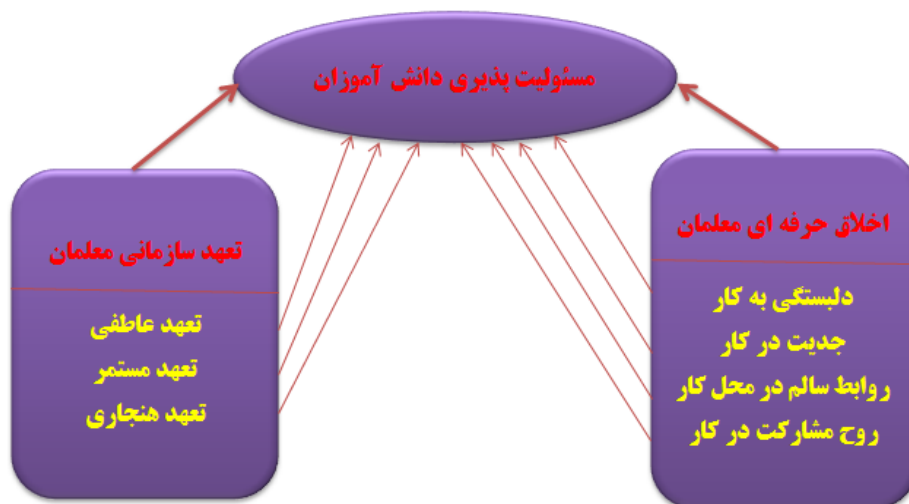 مسئولیت پذیری دانش آموزان
اخلاق حرفه ای معلمان
دلبستگی به کار
جدیت در کار
روابط سالم در محل کار
روح مشارکت در کار
تعهد سازمانی معلمان
تعهد عاطفی
تعهد مستمر
تعهد هنجاری